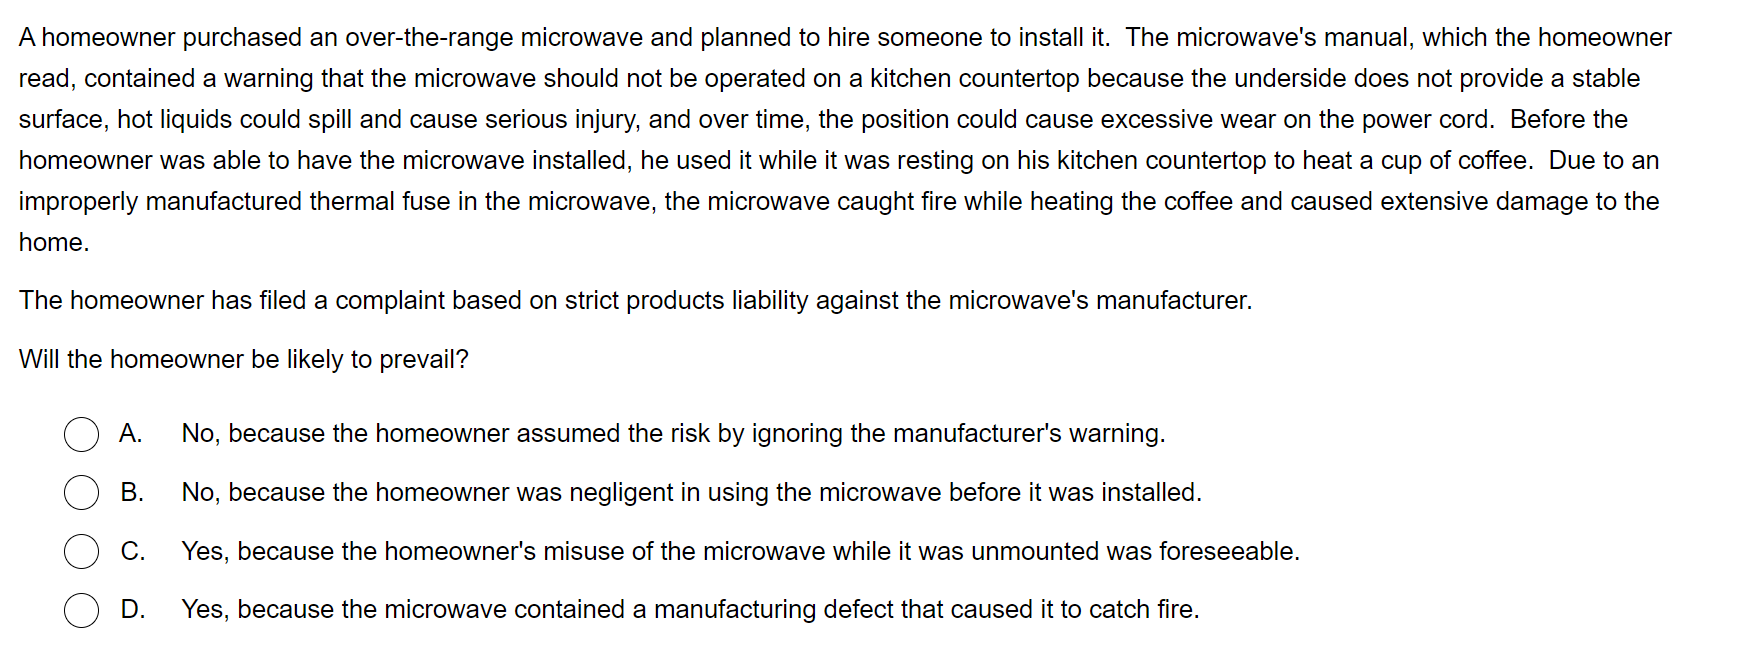 A homeowner purchased an over-the-range microwave and planned to hire someone to install it.  The microwave's manual, which the homeowner
read, contained a warning that the microwave should not be operated on a kitchen countertop because the underside does not provide a stable
surface, hot liquids could spill and cause serious injury, and over time, the position could cause excessive wear on the power cord.  Before the
homeowner was able to have the microwave installed, he used it while it was resting on his kitchen countertop to heat a cup of coffee.  Due to an
improperly manufactured thermal fuse in the microwave, the microwave caught fire while heating the coffee and caused extensive damage to the
home.
The homeowner has filed a complaint based on strict products liability against the microwave's manufacturer.
Will the homeowner be likely to prevail?
A. No, because the homeowner assumed the risk by ignoring the manufacturer's warning.
B. No, because the homeowner was negligent in using the microwave before it was installed.
C. Yes, because the homeowner's misuse of the microwave while it was unmounted was foreseeable.
D. Yes, because the microwave contained a manufacturing defect that caused it to catch fire.